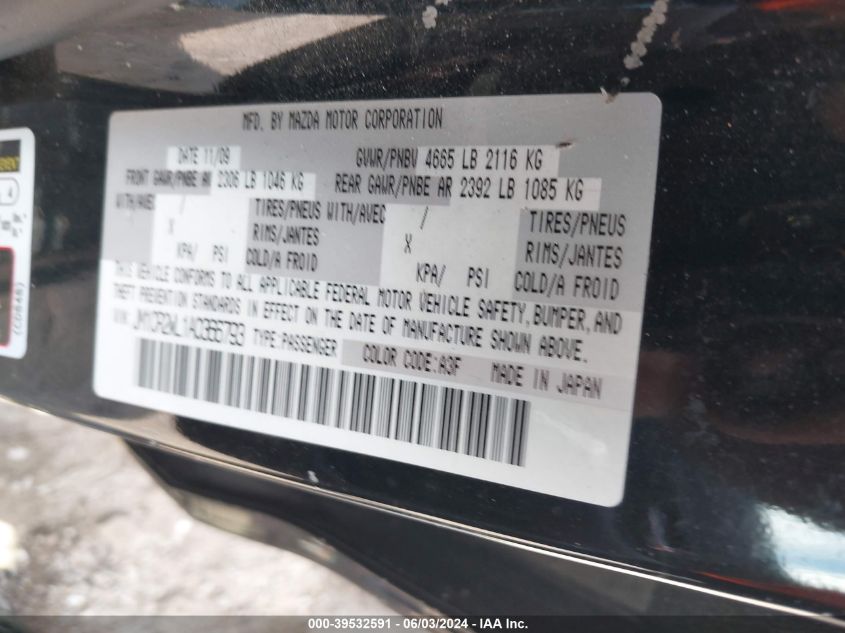 MFD. BY MAZDA MOTOR CORPORATION
DATE 11/09 GVWR/PNBV 4665 LB 2116 KG
FRONT GAWR/PNBE AV 2306 LB 1046 KG REAR GAWR/PNBE AR 2392 LB 1085 KG
WITH/AVEC / TIRES/PNEUS WITH/AVEC / TIRES/PNEUS
X RIMS/JANTES X RIMS/JANTES
KPA/ PSI COLD/A FROID KPA/ PSI COLD/A FROID
THIS VEHICLE CONFORMS TO ALL APPLICABLE FEDERAL MOTOR VEHICLE SAFETY, BUMPER, AND
THEFT PREVENTION STANDARDS IN EFFECT ON THE DATE OF MANUFACTURE SHOWN ABOVE.
VIN: TYPE:PASSENGER COLOR CODE:A3F MADE IN JAPAN
(CD848)
000-39532591 - 06/03/2024 - IAA Inc.